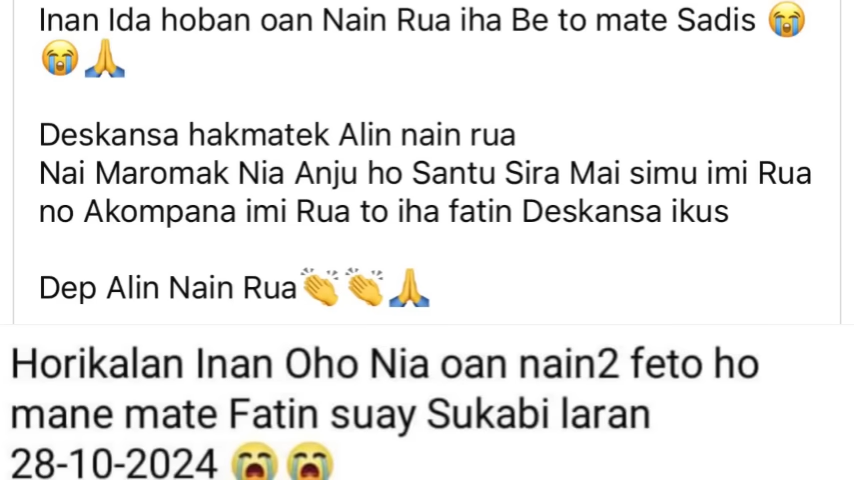 Inan Ida hoban oan Nain Rua iha Be to mate Sadis 😭
😭🙏
Deskansa hakmatek Alin nain rua
Nai Maromak Nia Anju ho Santu Sira Mai simu imi Rua
no Akompana imi Rua to iha fatin Deskansa ikus
Dep Alin Nain Rua👏👏🙏
Horikalan Inan Oho Nia oan nain2 feto ho
mane mate Fatin suay Sukabi laran
28-10-2024 😭😭